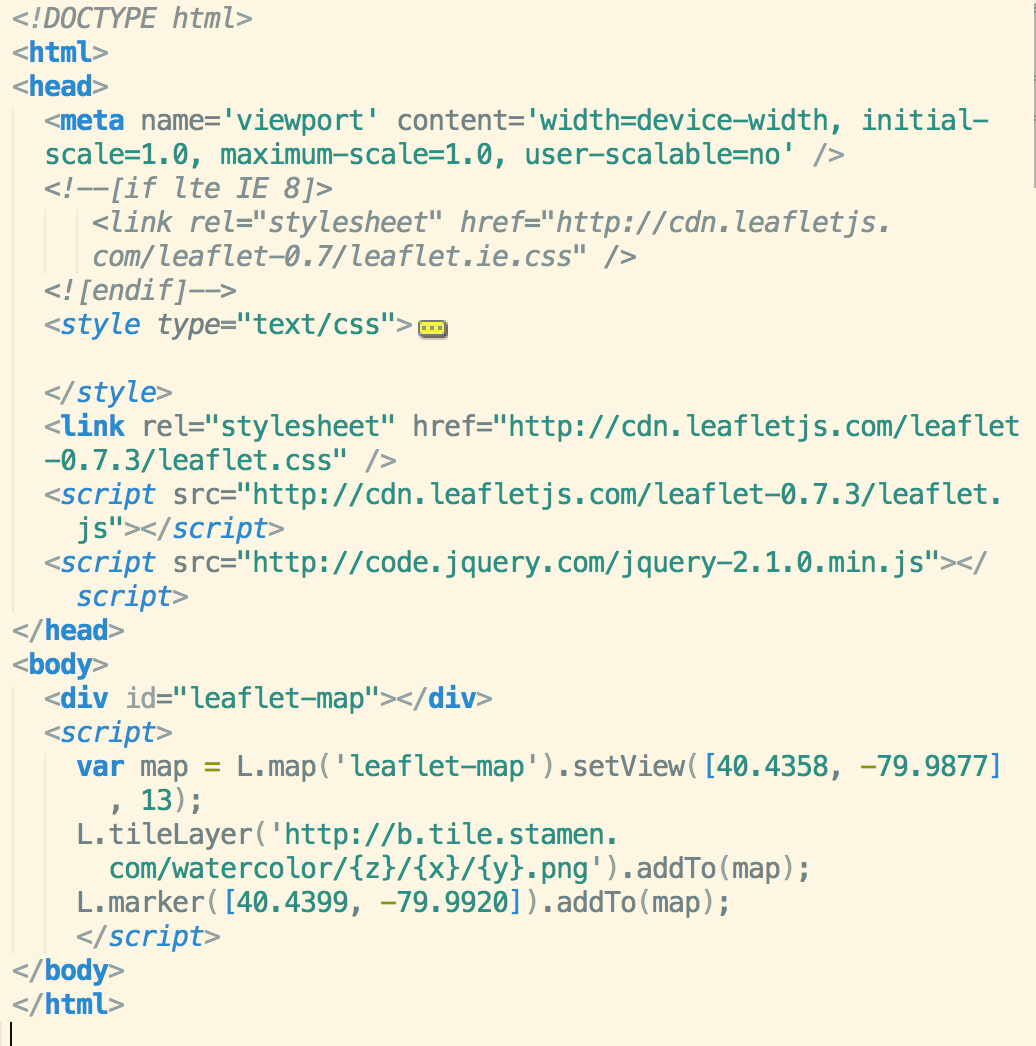 <!DOCTYPE html>
<html>
<head>
<meta name='viewport' content='width=device-width, initial-
scale=1.0, maximum-scale=1.0, user-scalable=no' />
<!--[if lte IE 8]>
<link rel="stylesheet" href="http://cdn.leafletjs.
com/leaflet-0.7/leaflet.ie.css" />
<![endif]-->
<style type="text/css">
</style>
<link rel="stylesheet" href="http://cdn.leafletjs.com/leaflet
-0.7.3/leaflet.css" />
<script src="http://cdn.leafletjs.com/leaflet-0.7.3/leaflet.
js"></script>
<script src="http://code.jquery.com/jquery-2.1.0.min.js"></
script>
</head>
<body>
<div id="leaflet-map"></div>
<script>
var map = L.map('leaflet-map').setView([40.4358, -79.9877]
, 13);
L.tileLayer('http://b.tile.stamen.
com/watercolor/{z}/{x}/{y}.png').addTo(map);
L.marker([40.4399, -79.9920]).addTo(map);
</script>
</body>
</html>